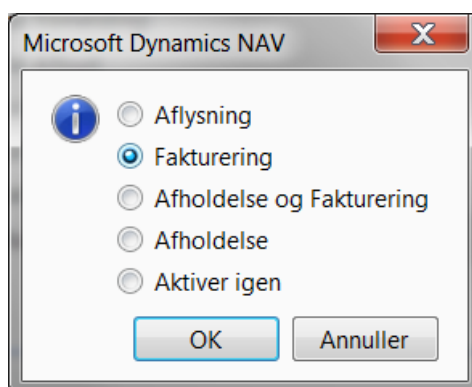 Microsoft Dynamics NAV
Aflysning
Fakturering
Afholdelse og Fakturering
Afholdelse
Aktiver igen
OK
Annuller